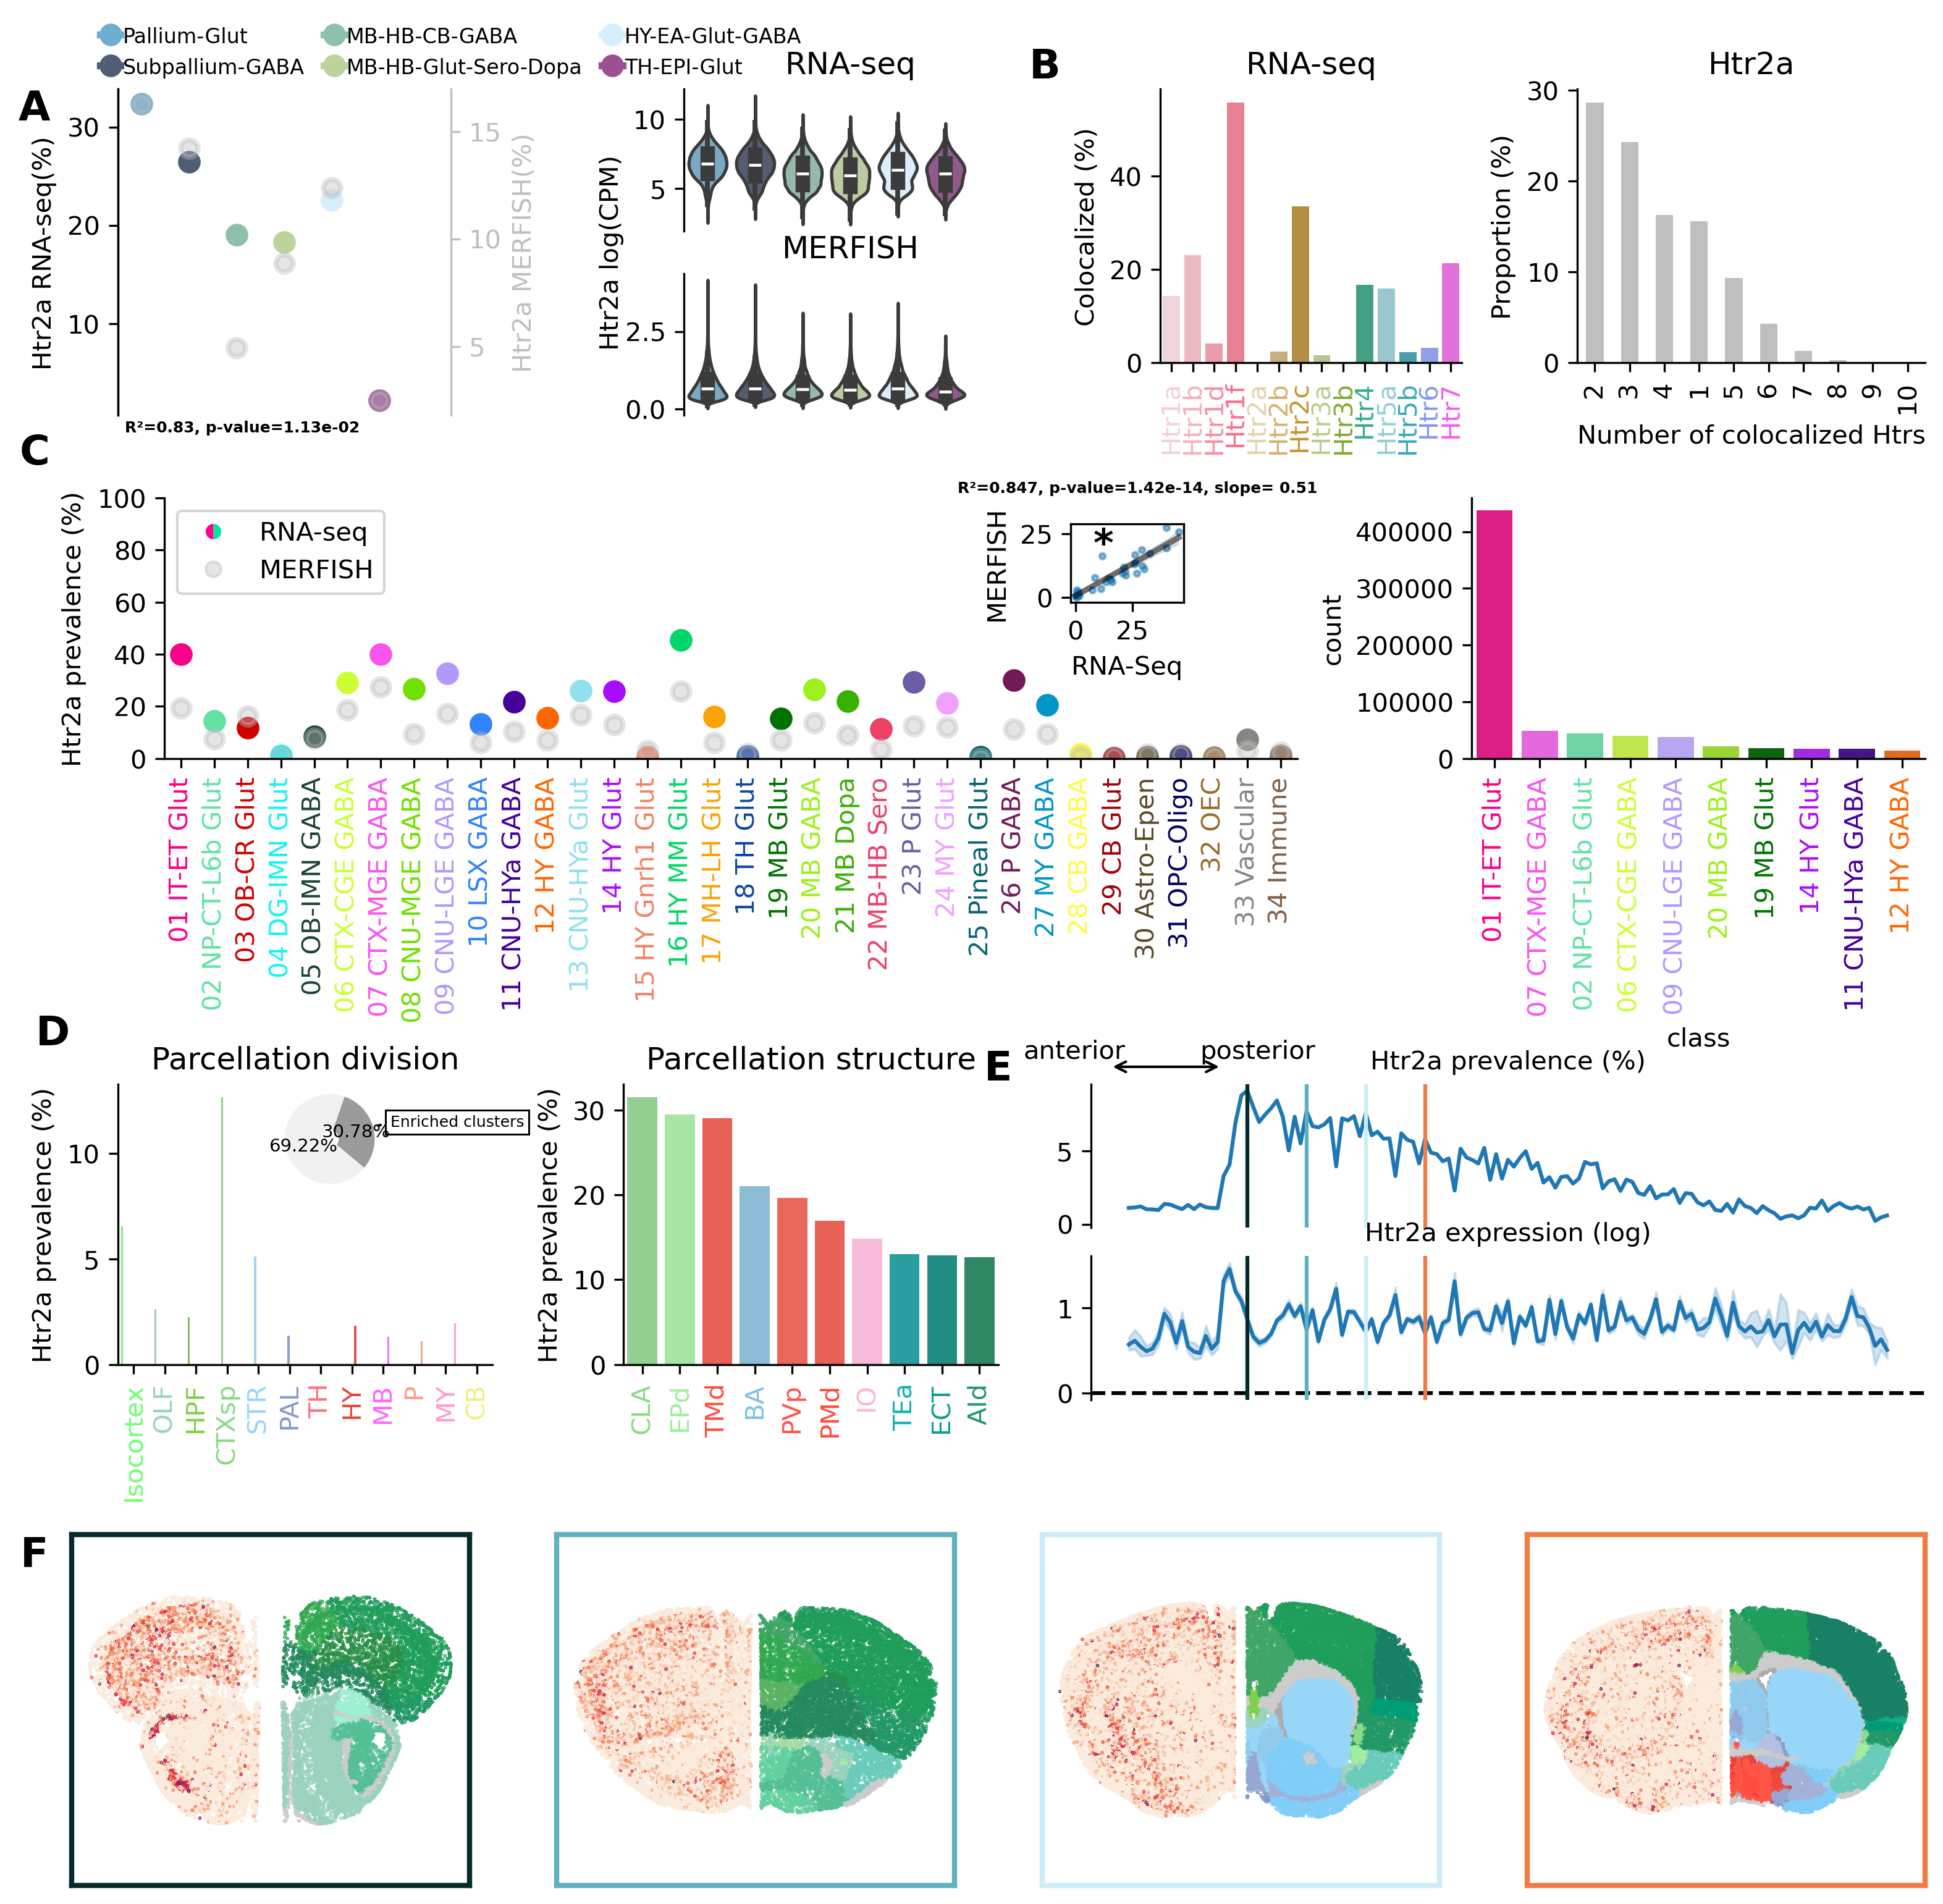 Pallium-Glut
MB-HB-CB-GABA
HY-EA-Glut-GABA
Subpallium-GABA
MB-HB-Glut-Sero-Dopa
TH-EPI-Glut
A
Htr2a RNA-seq(%)
30
20
10
15
10
5
Htr2a MERFISH(%)
R²=0.83, p-value=1.13e-02
RNA-seq
10
5
Htr2a log(CPM)
MERFISH
2.5
0.0
B
RNA-seq
Colocalized (%)
40
20
0
Htr1a
Htr1b
Htr1d
Htr1f
Htr2a
Htr2b
Htr2c
Htr3a
Htr3b
Htr4
Htr5a
Htr5b
Htr6
Htr7
Htr2a
Proportion (%)
30
20
10
0
2
3
4
1
5
6
7
8
9
10
Number of colocalized Htrs
C
Htr2a prevalence (%)
100
80
60
40
20
0
RNA-seq
MERFISH
R²=0.847, p-value=1.42e-14, slope= 0.51
MERFISH
25
0
*
0
25
RNA-Seq
01 IT-ET Glut
02 NP-CT-L6b Glut
03 OB-CR Glut
04 DG-IMN Glut
05 OB-IMN GABA
06 CTX-CGE GABA
07 CTX-MGE GABA
08 CNU-MGE GABA
09 CNU-LGE GABA
10 LSX GABA
11 CNU-HYa GABA
12 HY GABA
13 CNU-HYa Glut
14 HY Glut
15 HY Gnrh1 Glut
16 HY MM Glut
17 MH-LH Glut
18 TH Glut
19 MB Glut
20 MB GABA
21 MB Dopa
22 MB-HB Sero
23 P Glut
24 MY Glut
25 Pineal Glut
26 P GABA
27 MY GABA
28 CB GABA
29 CB Glut
30 Astro-Epen
31 OPC-Oligo
32 OEC
33 Vascular
34 Immune
count
400000
300000
200000
100000
0
01 IT-ET Glut
07 CTX-MGE GABA
02 NP-CT-L6b Glut
06 CTX-CGE GABA
09 CNU-LGE GABA
20 MB GABA
19 MB Glut
14 HY Glut
11 CNU-HYa GABA
12 HY GABA
class
D
Parcellation division
Htr2a prevalence (%)
10
5
0
69.22%
30.78%
Enriched clusters
Isocortex
OLF
HPF
CTXsp
STR
PAL
TH
HY
MB
P
MY
CB
Parcellation structure
Htr2a prevalence (%)
30
20
10
0
CLA
EPd
TMd
BA
PVp
PMd
IO
TEa
ECT
AId
E
anterior
posterior
Htr2a prevalence (%)
5
0
Htr2a expression (log)
1
0
F